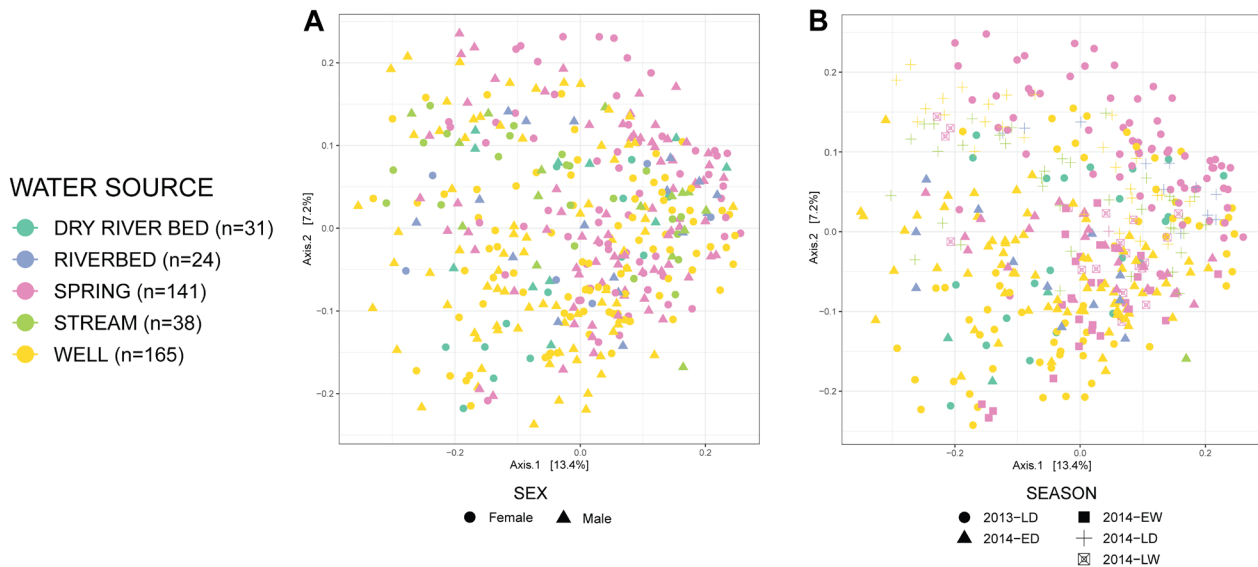 WATER SOURCE
DRY RIVER BED (n=31)
RIVERBED (n=24)
SPRING (n=141)
STREAM (n=38)
WELL (n=165)
A
0.2
0.1
0.0
−0.1
−0.2
Axis.2 [7.2%]
−0.2
0.0
0.2
Axis.1 [13.4%]
SEX
Female
Male
B
0.2
0.1
0.0
−0.1
−0.2
Axis.2 [7.2%]
−0.2
0.0
0.2
Axis.1 [13.4%]
SEASON
2013−LD
2014−EW
2014−ED
2014−LD
2014−LW